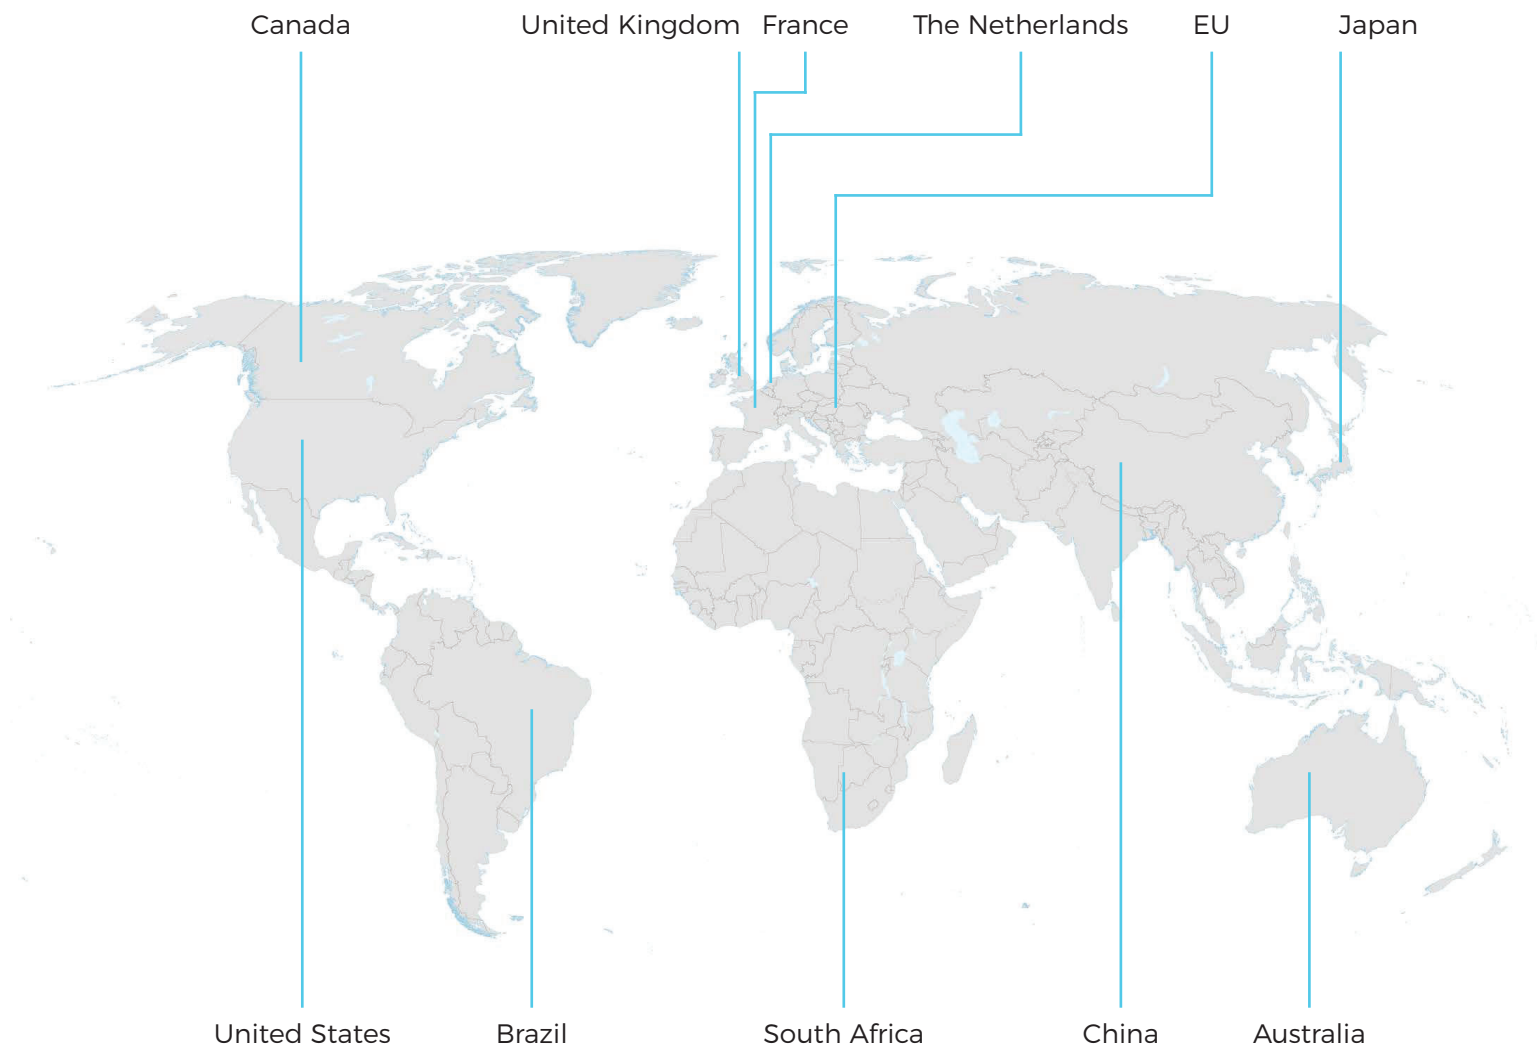 Canada
United Kingdom
France
The Netherlands
EU
Japan
United States
Brazil
South Africa
China
Australia